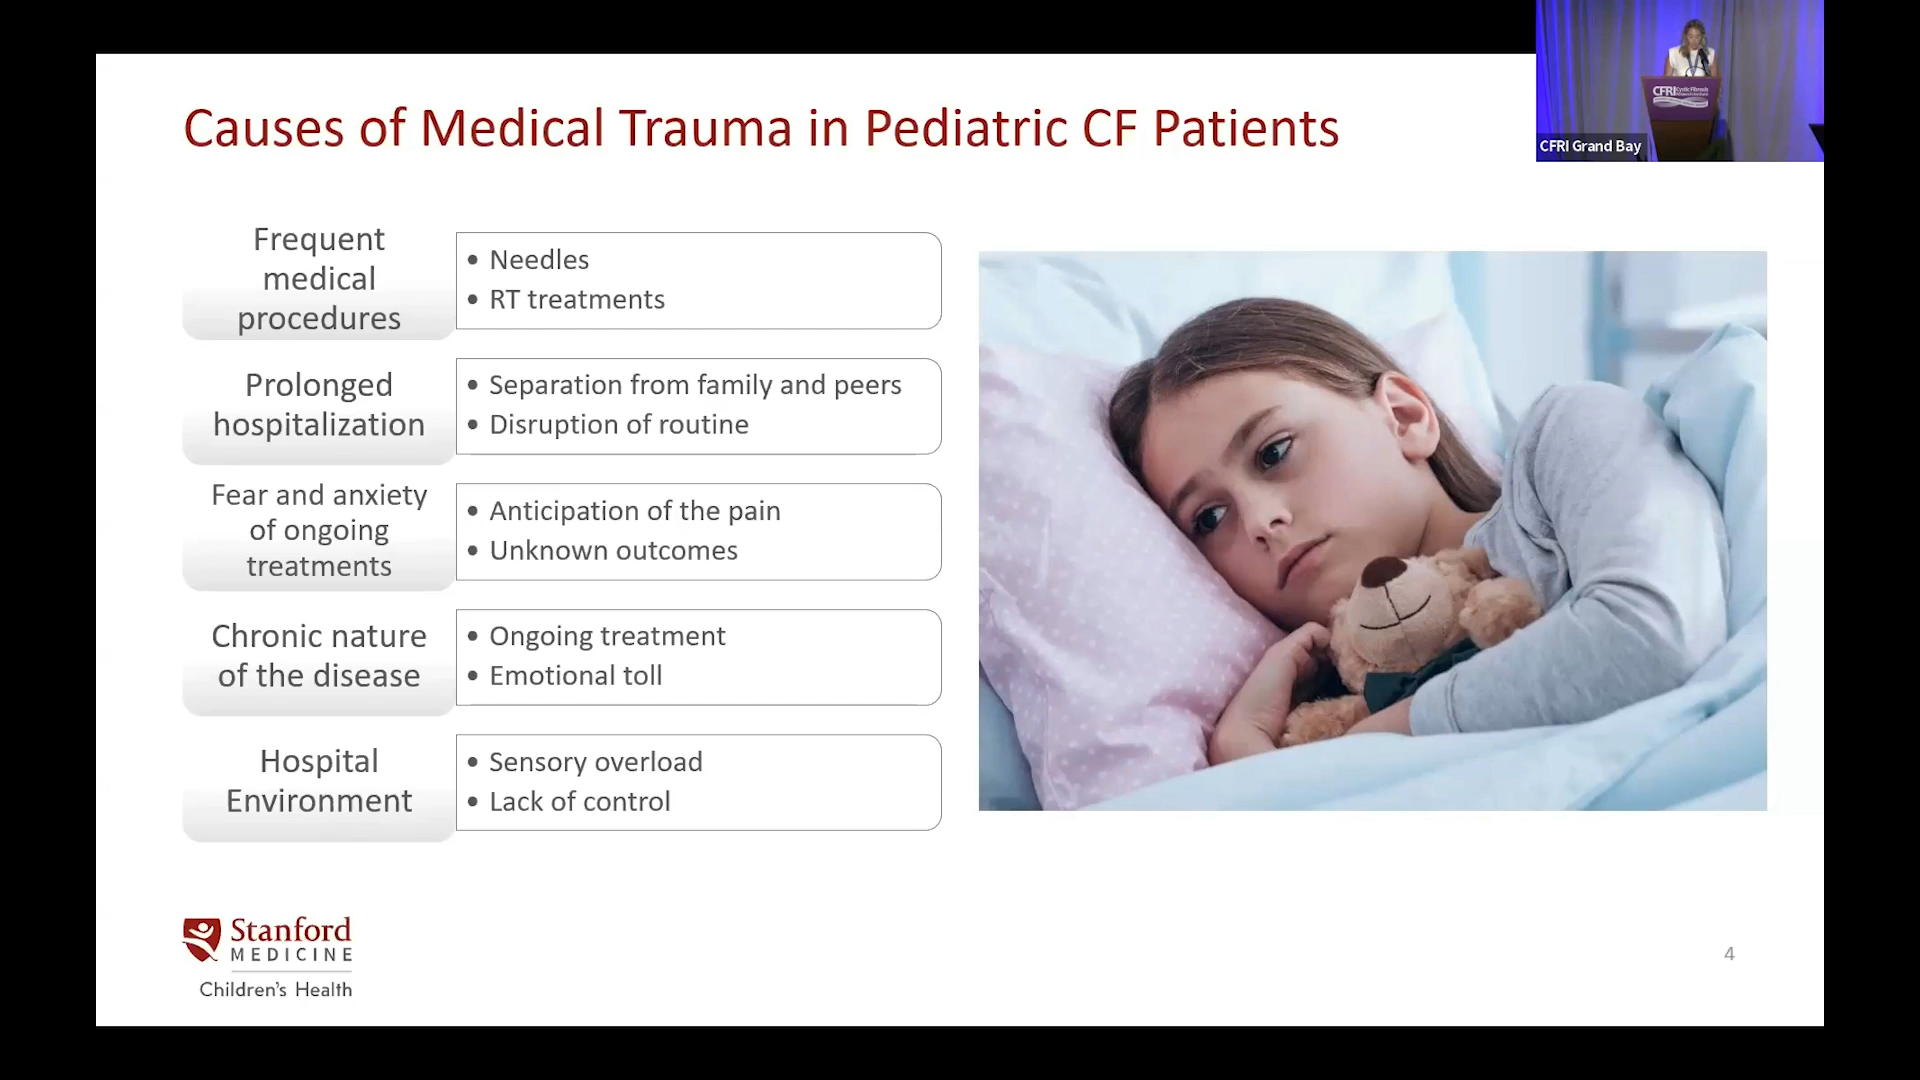 Causes of Medical Trauma in Pediatric CF Patients
CFRI Cystic Fibrosis
CFRI Grand Bay
Frequent
medical
procedures
• Needles
• RT treatments
Prolonged
hospitalization
• Separation from family and peers
• Disruption of routine
Fear and anxiety
of ongoing
treatments
• Anticipation of the pain
• Unknown outcomes
Chronic nature
of the disease
• Ongoing treatment
• Emotional toll
Hospital
Environment
• Sensory overload
• Lack of control
Stanford
MEDICINE
Children's Health
4